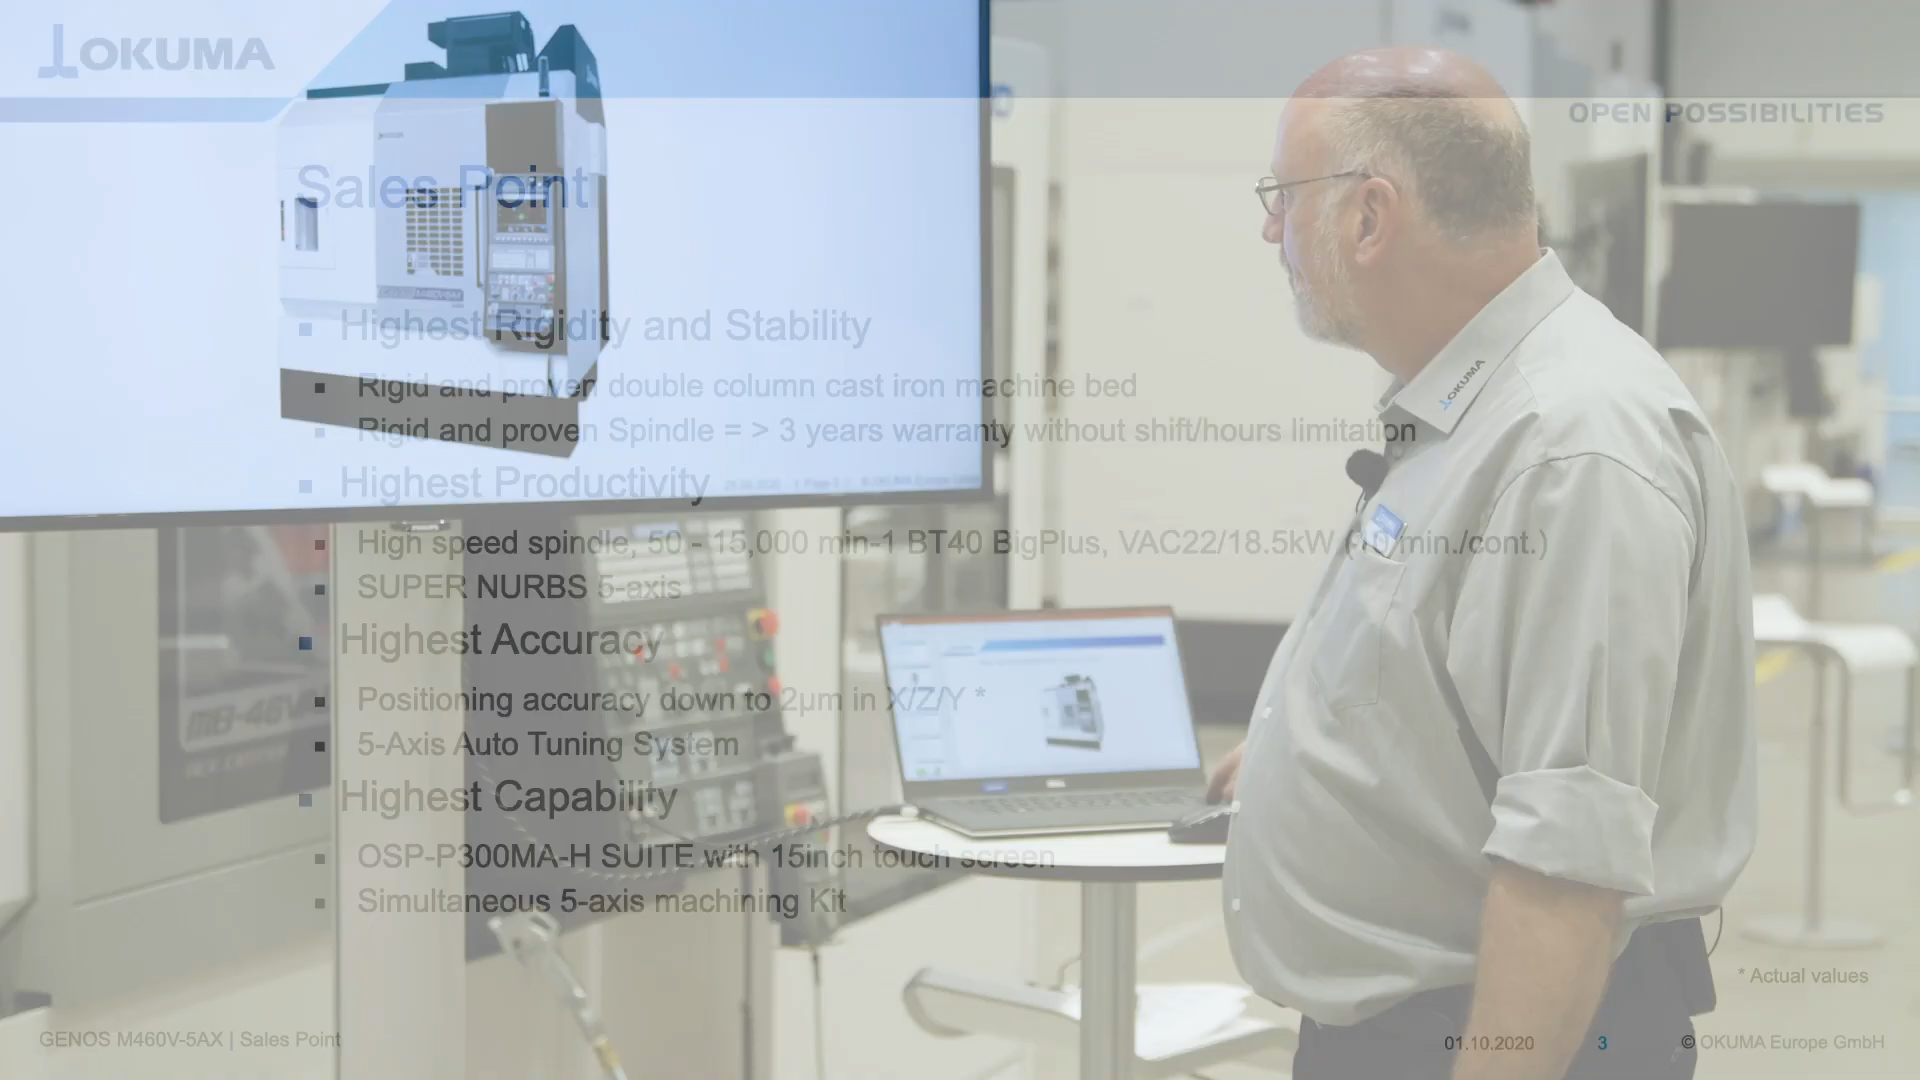 OKUMA
OPEN POSSIBILITIES
Sales Point
Highest Rigidity and Stability
Rigid and proven double column cast iron machine bed
Rigid and proven Spindle = > 3 years warranty without shift/hours limitation
Highest Productivity
High speed spindle, 50 - 15,000 min-1 BT40 BigPlus, VAC22/18.5kW min./cont.)
SUPER NURBS 5-axis
Highest Accuracy
Positioning accuracy down to 2µm in X/Z/Y *
5-Axis Auto Tuning System
Highest Capability
OSP-P300MA-H SUITE with 15inch touch screen
Simultaneous 5-axis machining Kit
* Actual values
GENOS M460V-5AX | Sales Point
01.10.2020
3
© OKUMA Europe GmbH
OKUMA
MB-46V